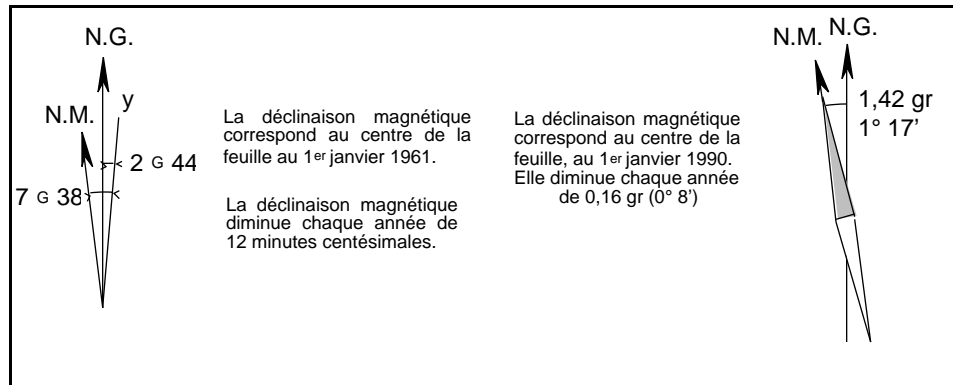 N.G.
N.M.
y
2 G 44
7 G 38
La déclinaison magnétique
correspond au centre de la
feuille au 1er janvier 1961.
La déclinaison magnétique
diminue chaque année de
12 minutes centésimales.
La déclinaison magnétique
correspond au centre de la
feuille, au 1er janvier 1990.
Elle diminue chaque année
de 0,16 gr (0° 8')
N.M. N.G.
1,42 gr
1° 17'